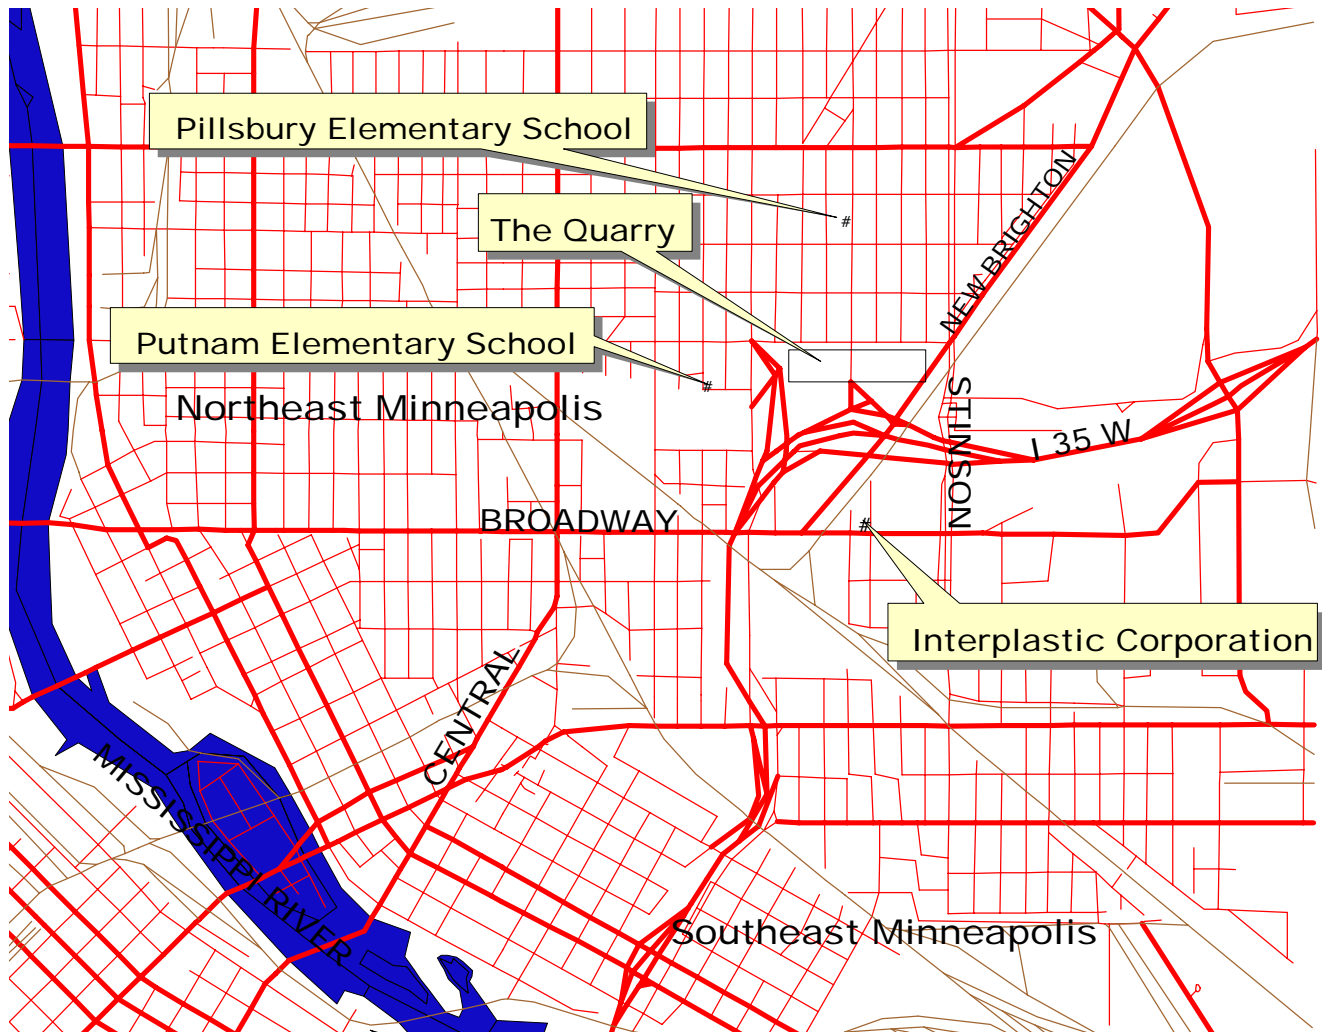 Pillsbury Elementary School
#
The Quarry
NEW BRIGHTON
Putnam Elementary School
#
Northeast Minneapolis
STINSON
I 35 W
BROADWAY
#
Interplastic Corporation
CENTRAL
MISSISSIPPI RIVER
Southeast Minneapolis